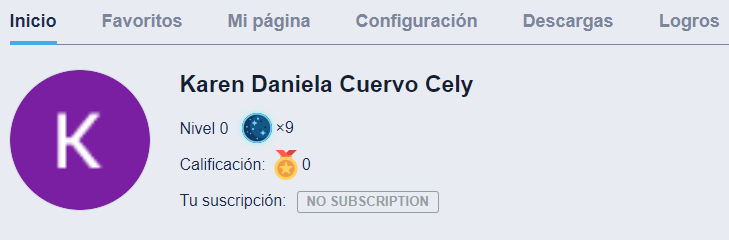 Inicio Favoritos Mi página Configuración Descargas Logros
K
Karen Daniela Cuervo Cely
Nivel 0 ×9
Calificación: 0
Tu suscripción: NO SUBSCRIPTION